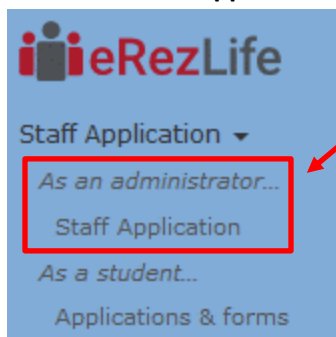 eRezLife
Staff Application
As an administrator...
Staff Application
As a student...
Applications & forms